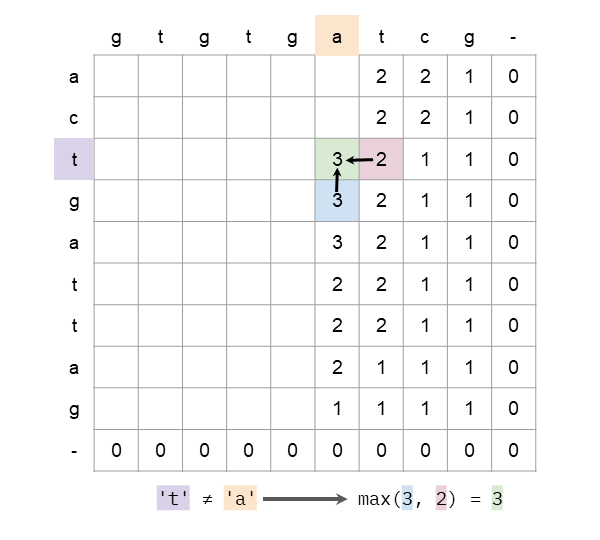 g t g t g a t c g -
a 2 2 1 0
c 2 2 1 0
t 3 2 1 1 0
g 3 2 1 1 0
a 3 2 1 1 0
t 2 2 1 1 0
t 2 2 1 1 0
a 2 1 1 1 0
g 1 1 1 1 0
- 0 0 0 0 0 0 0 0 0 0
't' ≠ 'a' max(3, 2) = 3